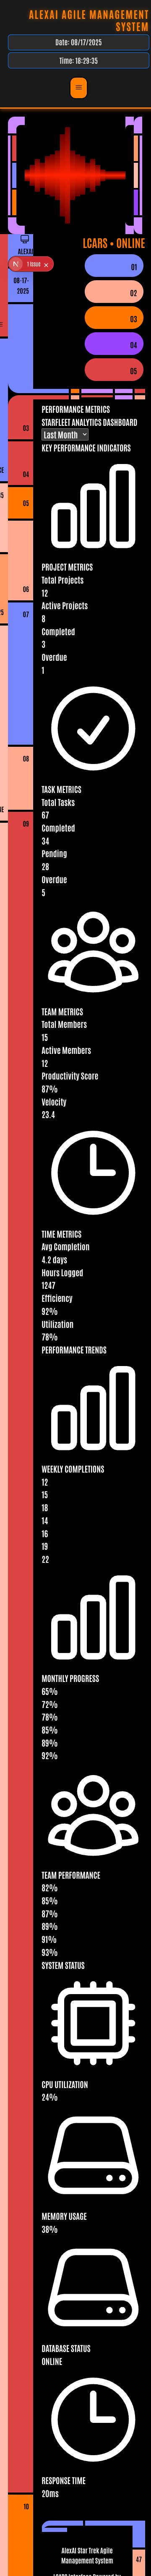 ALEXAI AGILE MANAGEMENT
SYSTEM
Date: 08/17/2025
Time: 18:29:35
LCARS • ONLINE
ALEXAI
N 1 Issue ×
01
08-17-
2025
02
03
04
05
PERFORMANCE METRICS
STARFLEET ANALYTICS DASHBOARD
Last Month
03
KEY PERFORMANCE INDICATORS
04
05
PROJECT METRICS
Total Projects
12
06
Active Projects
8
07
Completed
3
Overdue
1
08
TASK METRICS
Total Tasks
67
09
Completed
34
Pending
28
Overdue
5
TEAM METRICS
Total Members
15
Active Members
12
Productivity Score
87%
Velocity
23.4
TIME METRICS
Avg Completion
4.2 days
Hours Logged
1247
Efficiency
92%
Utilization
78%
PERFORMANCE TRENDS
WEEKLY COMPLETIONS
12
15
18
14
16
19
22
MONTHLY PROGRESS
65%
72%
78%
85%
89%
92%
TEAM PERFORMANCE
82%
85%
87%
89%
91%
93%
SYSTEM STATUS
CPU UTILIZATION
24%
MEMORY USAGE
38%
DATABASE STATUS
ONLINE
RESPONSE TIME
20ms
10
AlexAI Star Trek Agile
Management System
47